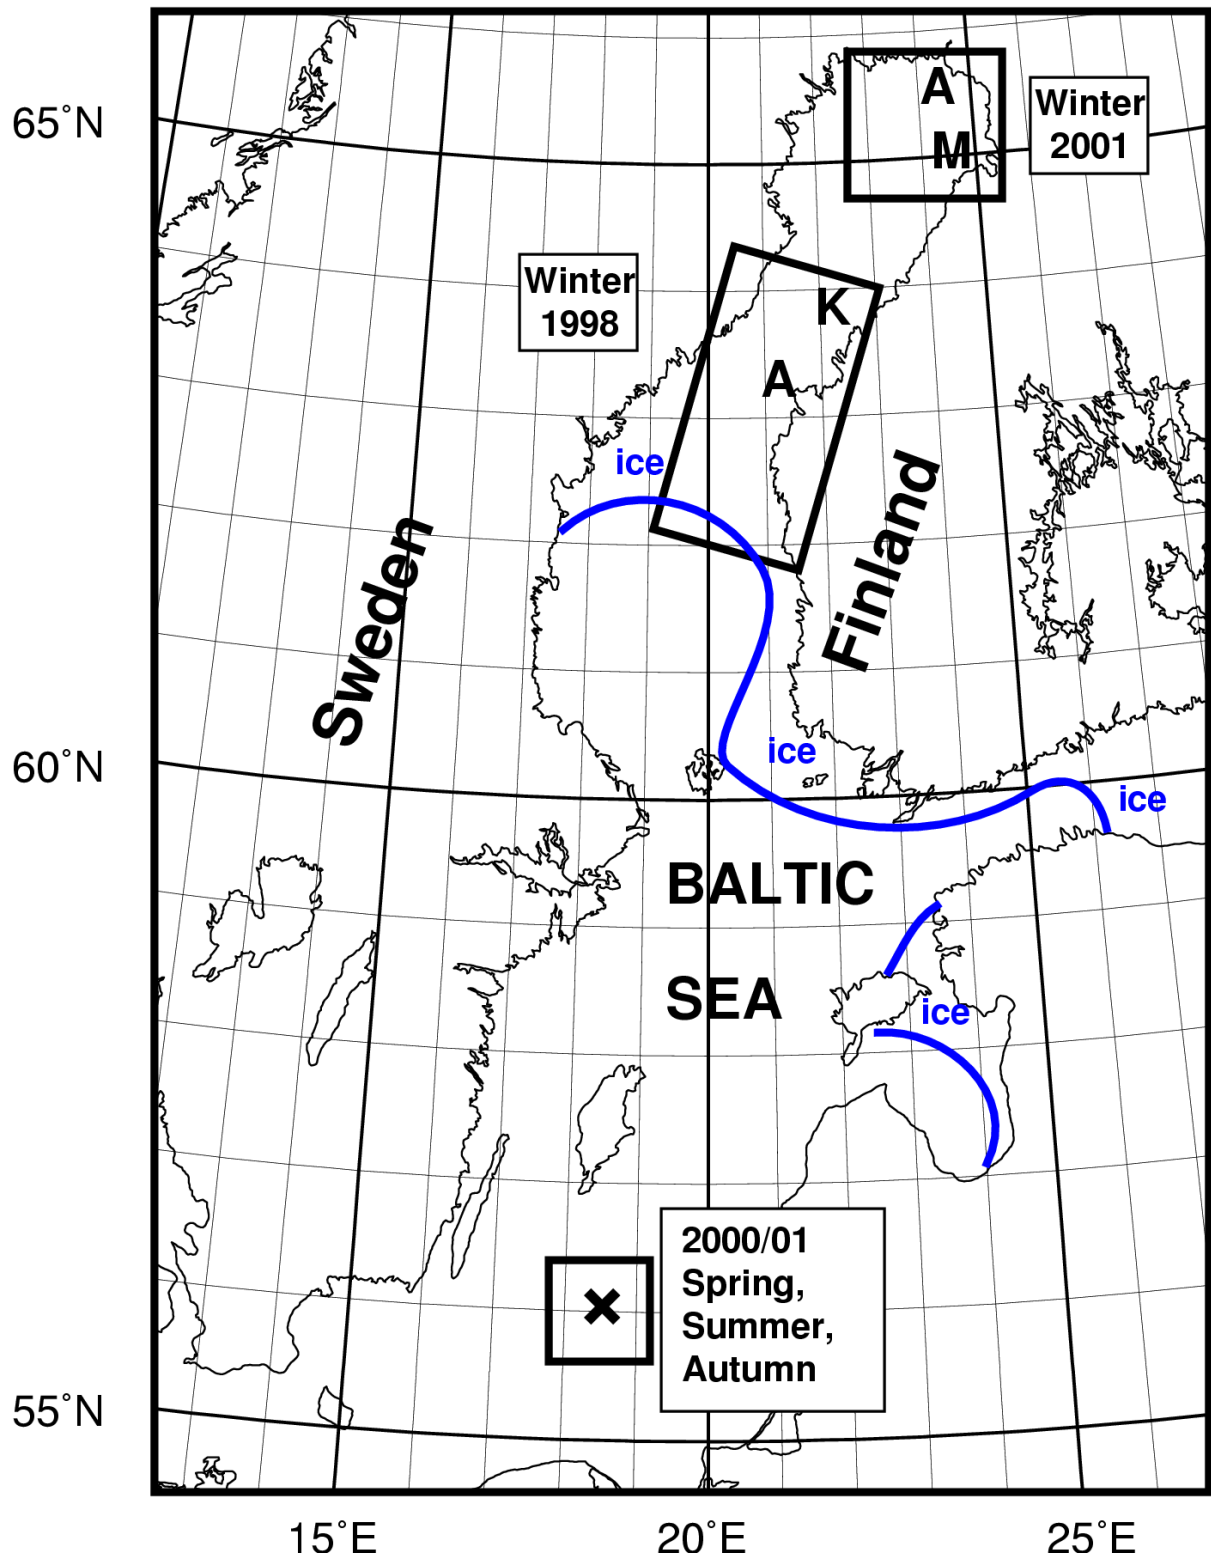 65°N
A
M
Winter
2001
Winter
1998
K
A
ice
Sweden
Finland
60°N
ice
ice
BALTIC
SEA
ice
2000/01
Spring,
Summer,
Autumn
55°N
15°E
20°E
25°E